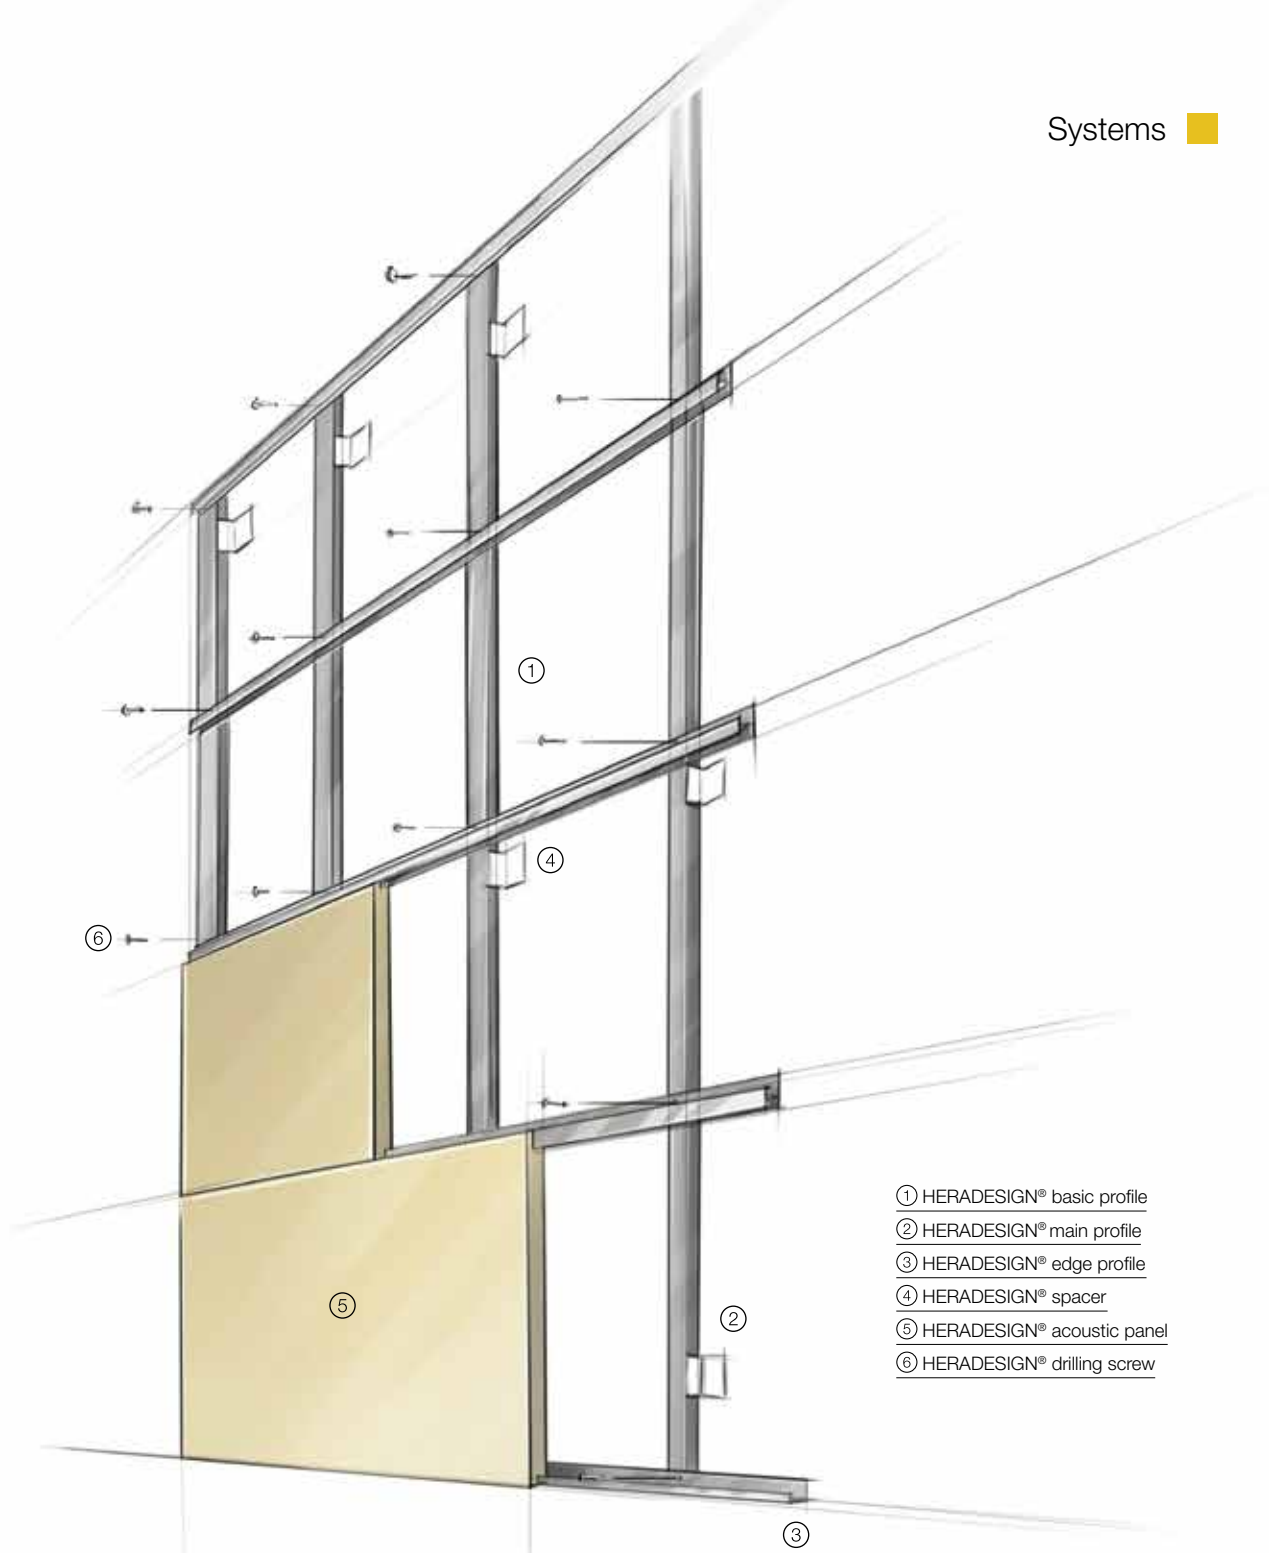 Systems
1
4
6
5
2
3
① HERADESIGN® basic profile
② HERADESIGN® main profile
③ HERADESIGN® edge profile
④ HERADESIGN® spacer
⑤ HERADESIGN® acoustic panel
⑥ HERADESIGN® drilling screw